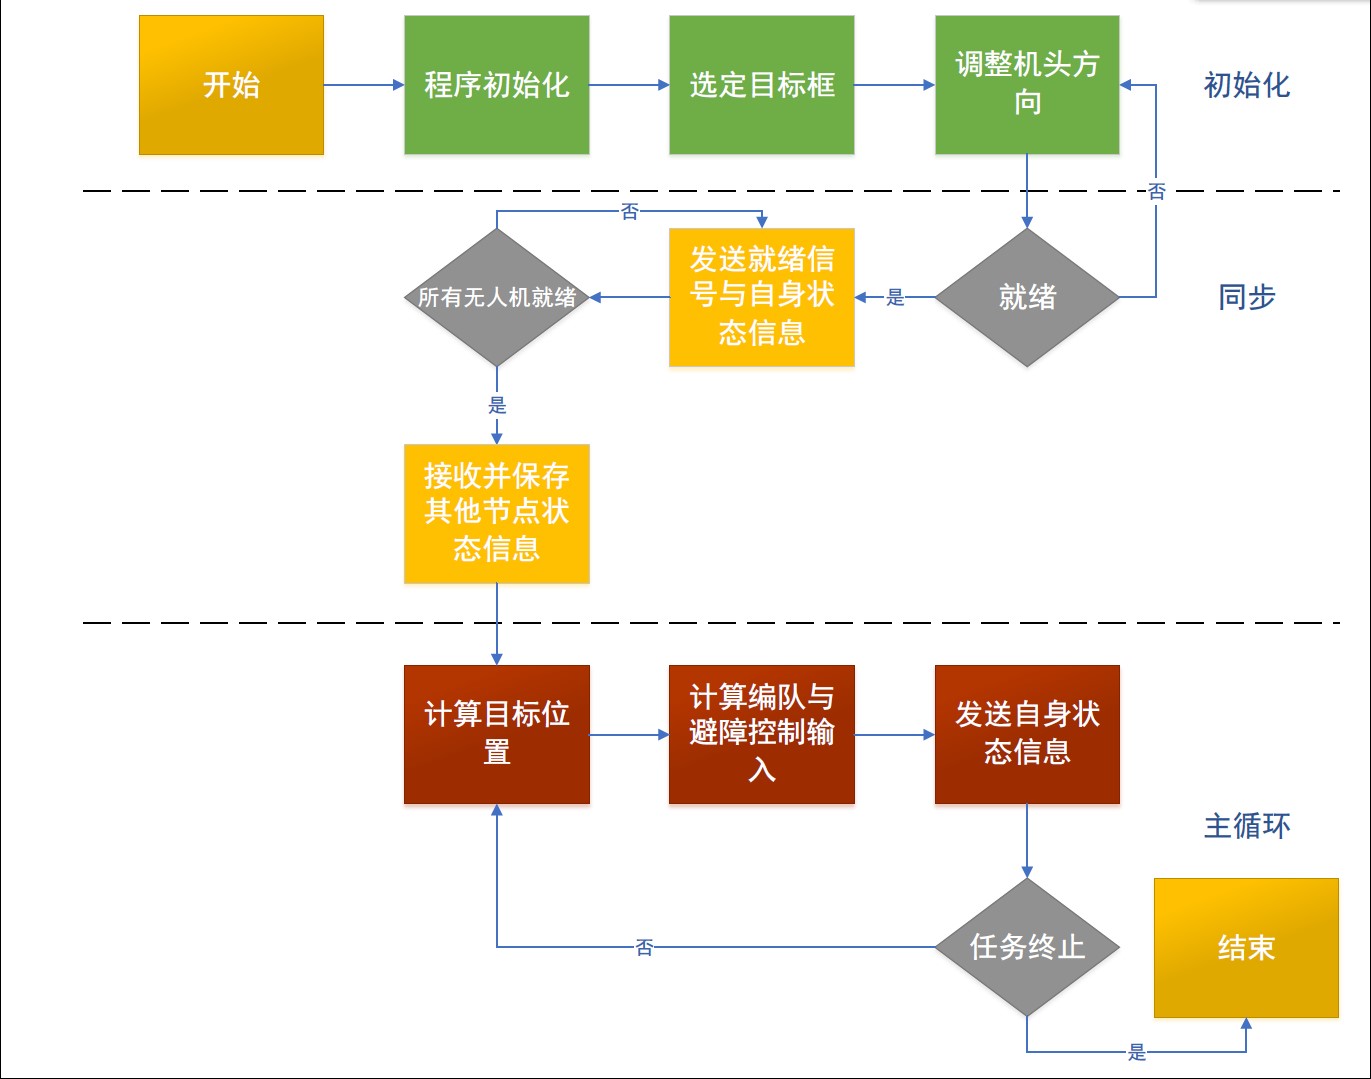 开始
程序初始化
选定目标框
调整机头方
向
初始化
否
否
所有无人机就绪
发送就绪信
号与自身状
态信息
是
就绪
同步
是
接收并保存
其他节点状
态信息
计算目标位
置
计算编队与
避障控制输
入
发送自身状
态信息
主循环
否
任务终止
结束
是